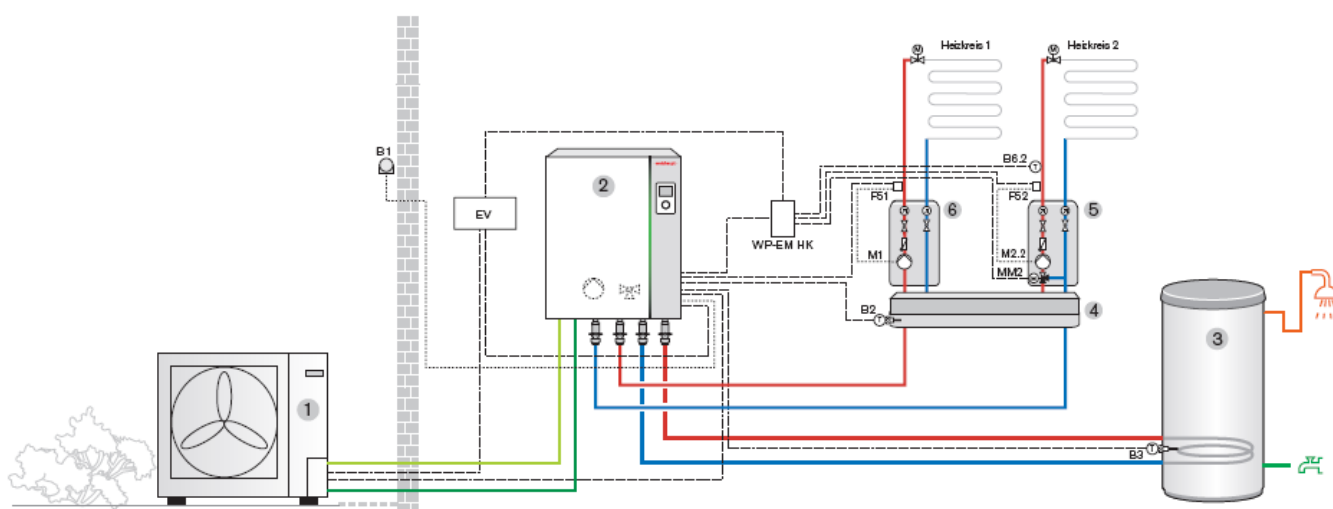 Heizkreis 1
Heizkreis 2
B1
2
B6.2
EV
F51
F52
6
5
WP-EM HK
M1
M2.2
MM2
B2
4
3
1
B3